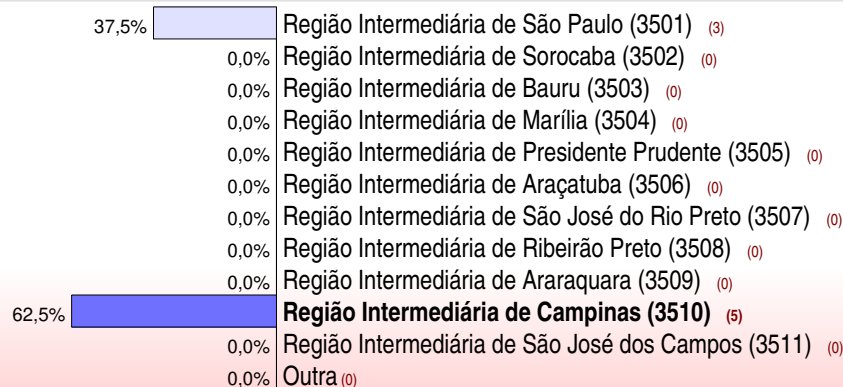 37,5% Região Intermediária de São Paulo (3501) (3)
0,0% Região Intermediária de Sorocaba (3502) (0)
0,0% Região Intermediária de Bauru (3503) (0)
0,0% Região Intermediária de Marília (3504) (0)
0,0% Região Intermediária de Presidente Prudente (3505) (0)
0,0% Região Intermediária de Araçatuba (3506) (0)
0,0% Região Intermediária de São José do Rio Preto (3507) (0)
0,0% Região Intermediária de Ribeirão Preto (3508) (0)
0,0% Região Intermediária de Araraquara (3509) (0)
62,5% Região Intermediária de Campinas (3510) (5)
0,0% Região Intermediária de São José dos Campos (3511) (0)
0,0% Outra (0)